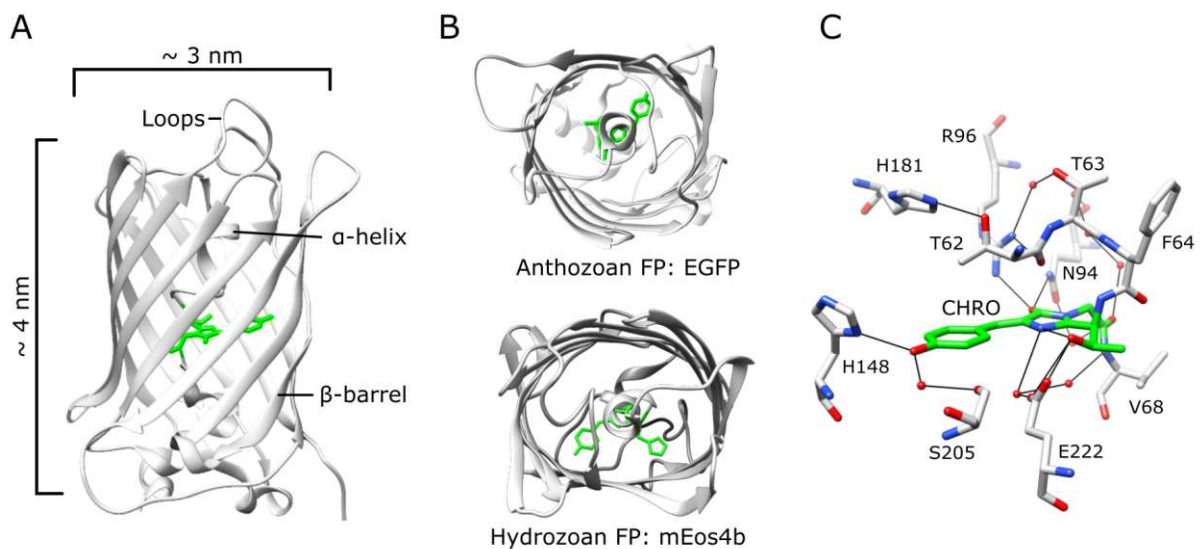 A
~ 3 nm
Loops
~ 4 nm
α-helix
β-barrel
B
Anthozoan FP: EGFP
Hydrozoan FP: mEos4b
C
R96
H181
T63
T62
F64
N94
CHRO
H148
V68
S205
E222